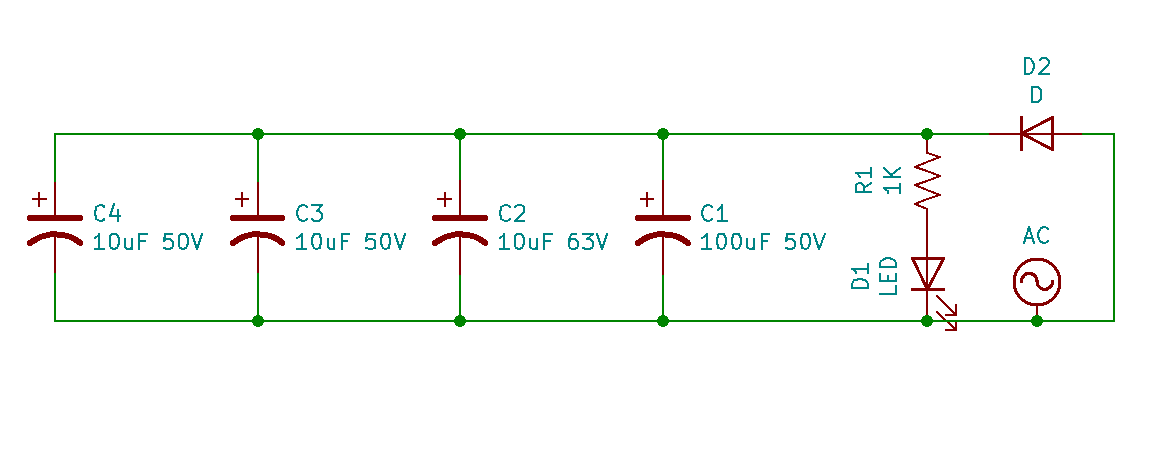 D2
D
R1
1K
AC
C4
10uF 50V
C3
10uF 50V
C2
10uF 63V
C1
100uF 50V
D1
LED